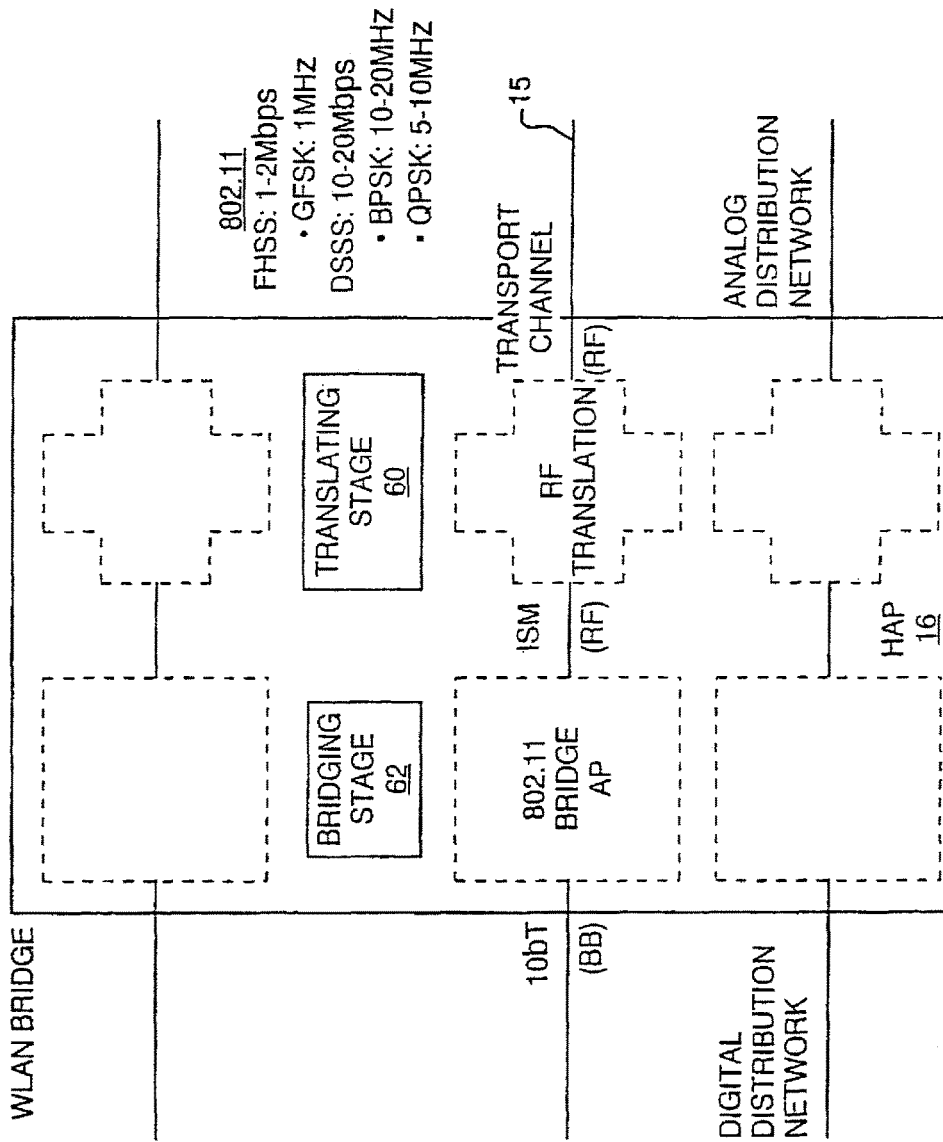 WLAN BRIDGE
802.11
FHSS: 1-2Mbps
• GFSK: 1MHz
DSSS: 10-20Mbps
• BPSK: 10-20MHz
• QPSK: 5-10MHz
BRIDGING
STAGE
62
TRANSLATING
STAGE
60
10bT
(BB)
802.11
BRIDGE
AP
ISM
(RF)
RF
TRANSLATION
(RF)
TRANSPORT
CHANNEL
15
DIGITAL
DISTRIBUTION
NETWORK
HAP
16
ANALOG
DISTRIBUTION
NETWORK